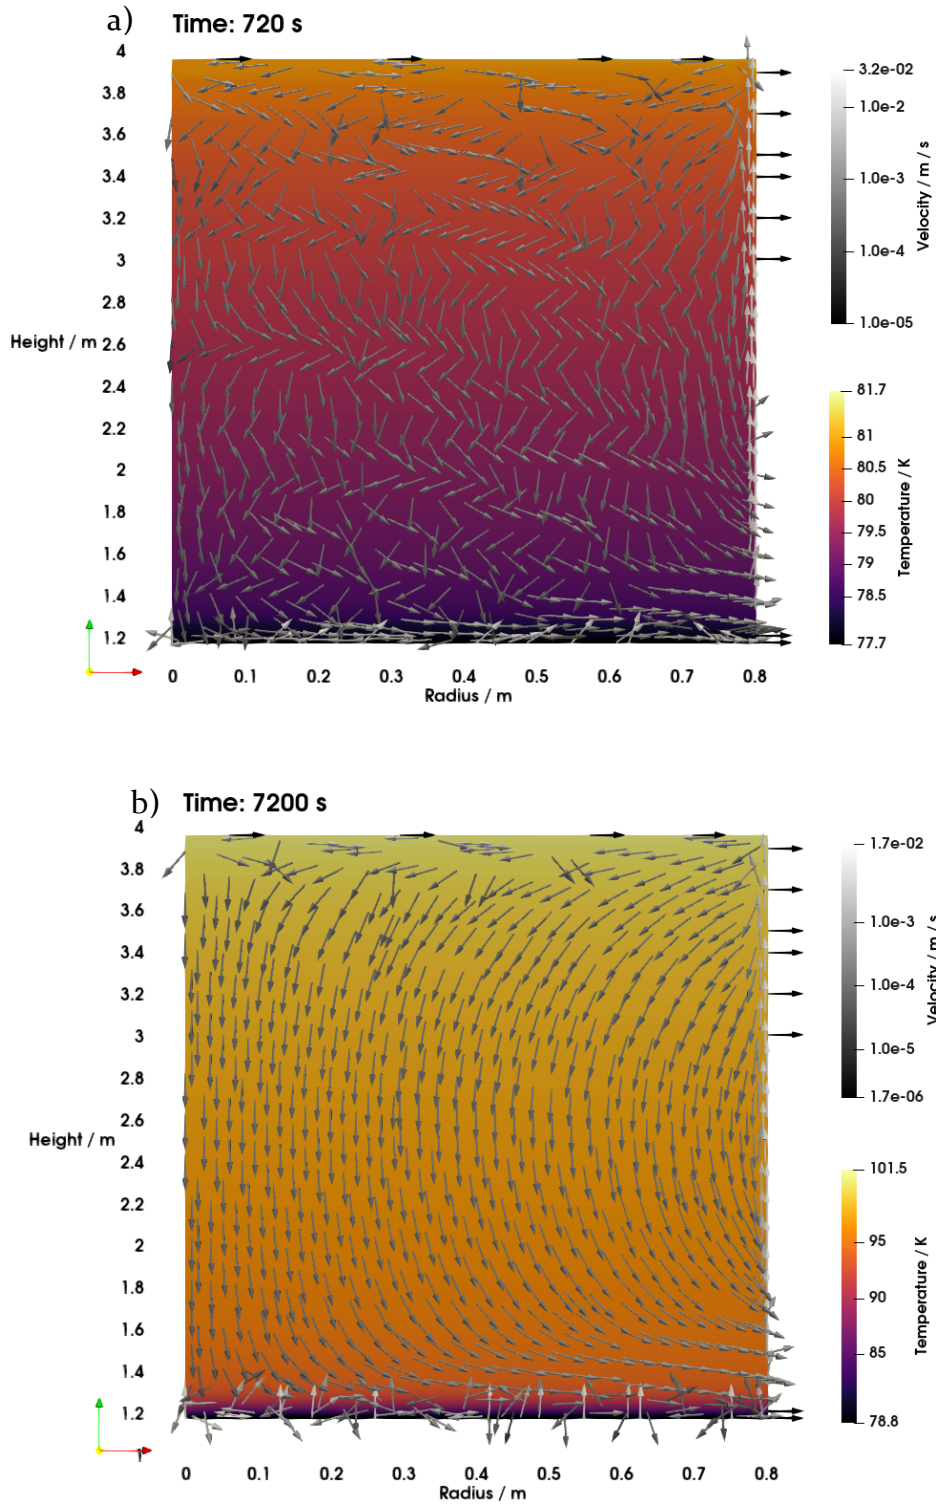 a) Time: 720 s
4
3.8
3.6
3.4
3.2
3
2.8
Height / m 2.6
2.4
2.2
2
1.8
1.6
1.4
1.2
0 0.1 0.2 0.3 0.4 0.5 0.6 0.7 0.8
Radius / m
3.2e-02
1.0e-2
1.0e-3
1.0e-4
1.0e-05
Velocity / m / s
81.7
81
80.5
80
79.5
79
78.5
77.7
Temperature / K
b) Time: 7200 s
4
3.8
3.6
3.4
3.2
3
2.8
2.6
Height / m
2.4
2.2
2
1.8
1.6
1.4
1.2
0 0.1 0.2 0.3 0.4 0.5 0.6 0.7 0.8
Radius / m
1.7e-02
1.0e-3
1.0e-4
1.0e-5
1.7e-06
Velocity / m / s
101.5
95
90
85
78.8
Temperature / K